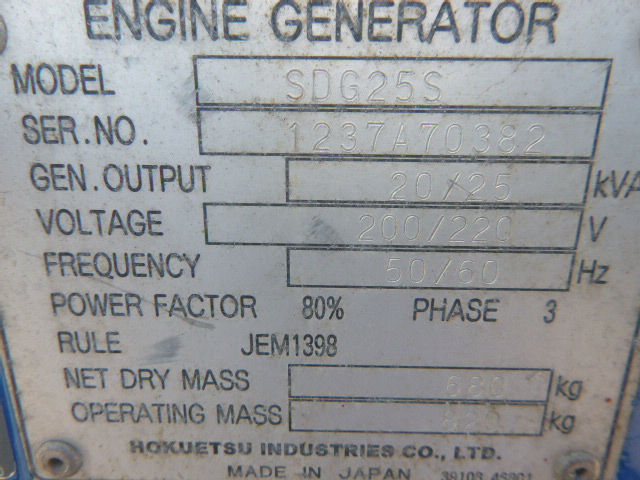 ENGINE GENERATOR
MODEL SDG25S
SER.NO. 1237A70382
GEN.OUTPUT 20/25 kVA
VOLTAGE 200/220 V
FREQUENCY 50/60 Hz
POWER FACTOR 80% PHASE 3
RULE JEM1398
NET DRY MASS kg
OPERATING MASS kg
HOKUETSU INDUSTRIES CO., LTD.
MADE IN JAPAN 39103 45901